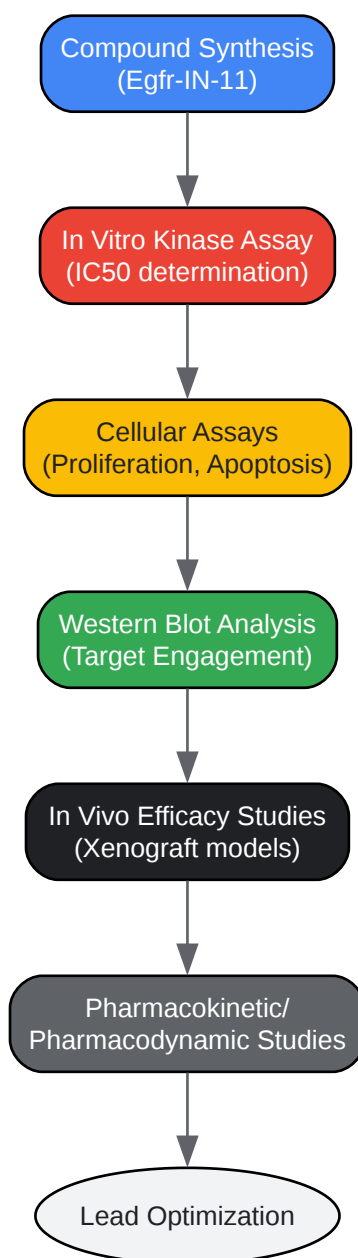 Compound Synthesis
(Egfr-IN-11)
In Vitro Kinase Assay
(IC50 determination)
Cellular Assays
(Proliferation, Apoptosis)
Western Blot Analysis
(Target Engagement)
In Vivo Efficacy Studies
(Xenograft models)
Pharmacokinetic/
Pharmacodynamic Studies
Lead Optimization